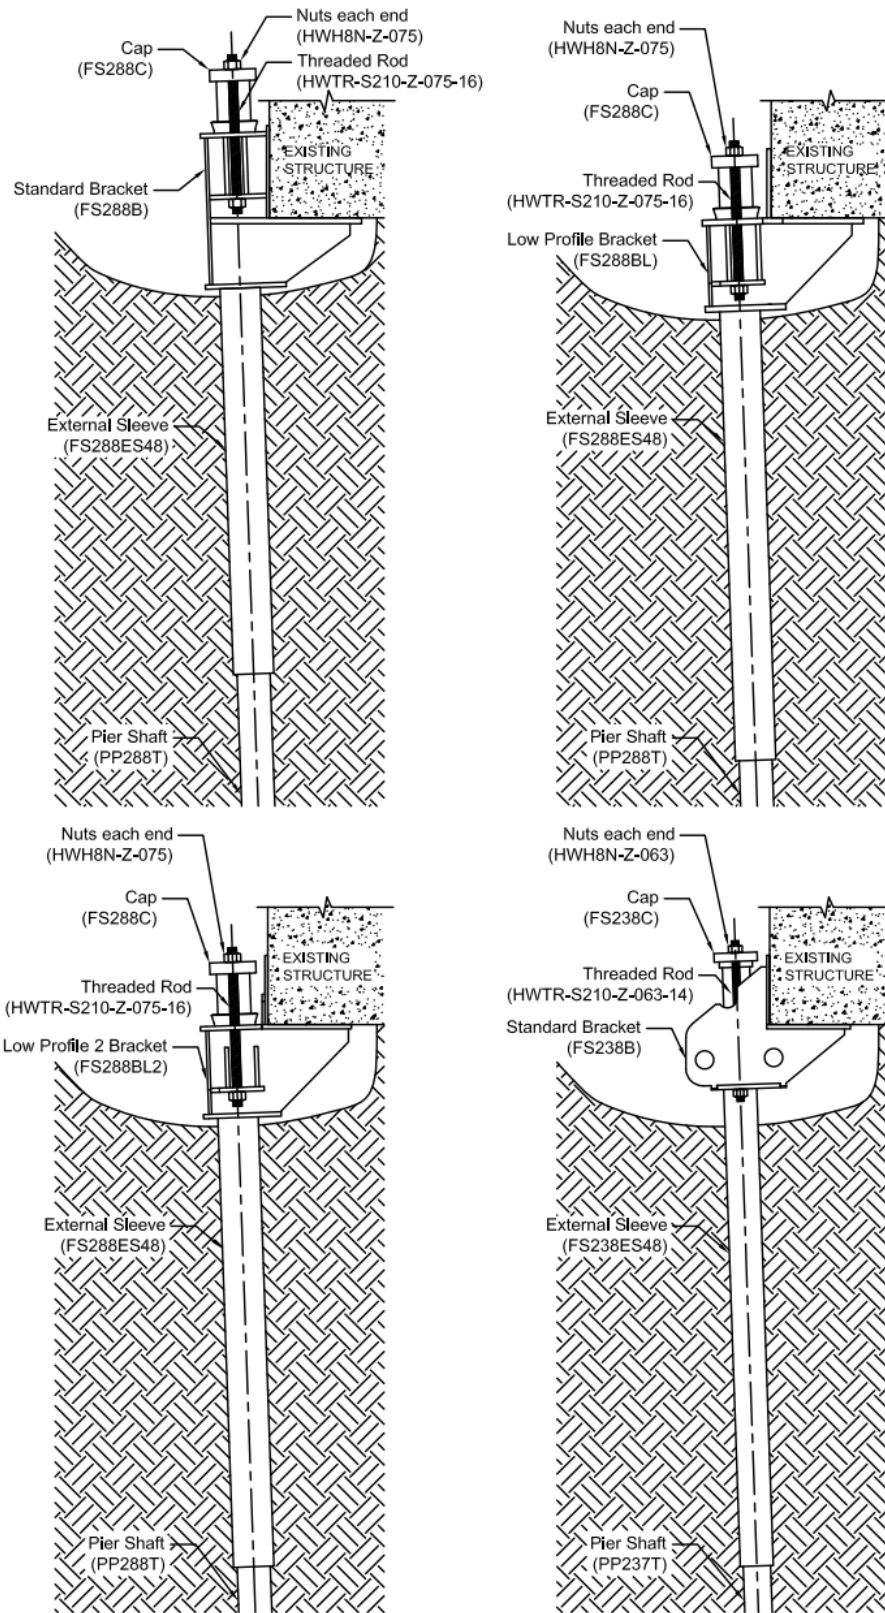 Nuts each end
(HWH8N-Z-075)
Cap
(FS288C)
Threaded Rod
(HWTR-S210-Z-075-16)
EXISTING
STRUCTURE
Standard Bracket
(FS288B)
External Sleeve
(FS288ES48)
Pier Shaft
(PP288T)
Nuts each end
(HWH8N-Z-075)
Cap
(FS288C)
EXISTING
STRUCTURE
Threaded Rod
(HWTR-S210-Z-075-16)
Low Profile Bracket
(FS288BL)
External Sleeve
(FS288ES48)
Pier Shaft
(PP288T)
Nuts each end
(HWH8N-Z-075)
Cap
(FS288C)
EXISTING
STRUCTURE
Threaded Rod
(HWTR-S210-Z-075-16)
Low Profile 2 Bracket
(FS288BL2)
External Sleeve
(FS288ES48)
Pier Shaft
(PP288T)
Nuts each end
(HWH8N-Z-063)
Cap
(FS238C)
EXISTING
STRUCTURE
Threaded Rod
(HWTR-S210-Z-063-14)
Standard Bracket
(FS238B)
External Sleeve
(FS238ES48)
Pier Shaft
(PP237T)